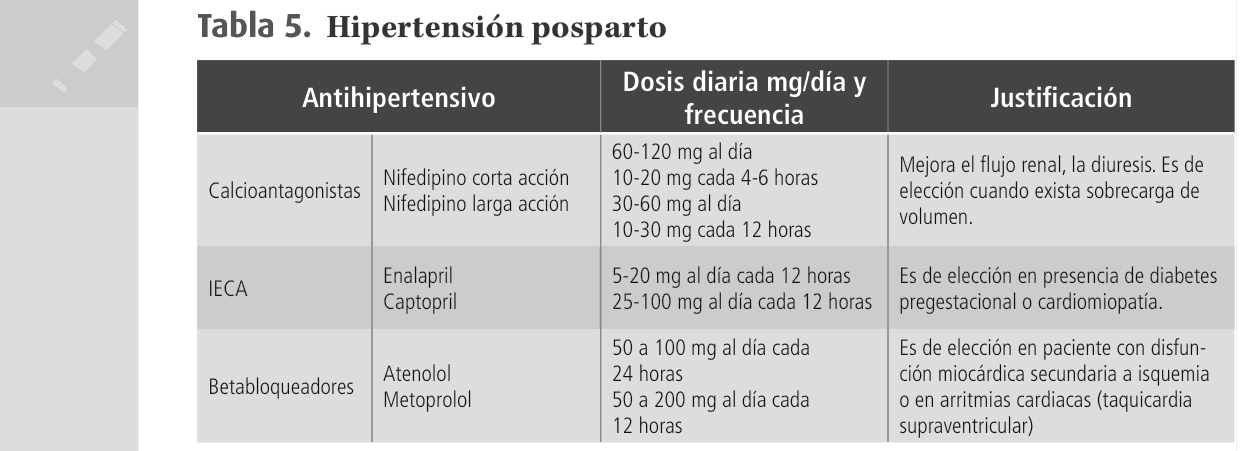 Tabla 5. Hipertensión posparto
Antihipertensivo
Dosis diaria mg/día y
frecuencia
Justificación
Calcioantagonistas
Nifedipino corta acción
Nifedipino larga acción
60-120 mg al día
10-20 mg cada 4-6 horas
30-60 mg al día
10-30 mg cada 12 horas
Mejora el flujo renal, la diuresis. Es de
elección cuando exista sobrecarga de
volumen.
IECA
Enalapril
Captopril
5-20 mg al día cada 12 horas
25-100 mg al día cada 12 horas
Es de elección en presencia de diabetes
pregestacional o cardiomiopatía.
Betabloqueadores
Atenolol
Metoprolol
50 a 100 mg al día cada
24 horas
50 a 200 mg al día cada
12 horas
Es de elección en paciente con disfun-
ción miocárdica secundaria a isquemia
o en arritmias cardiacas (taquicardia
supraventricular)